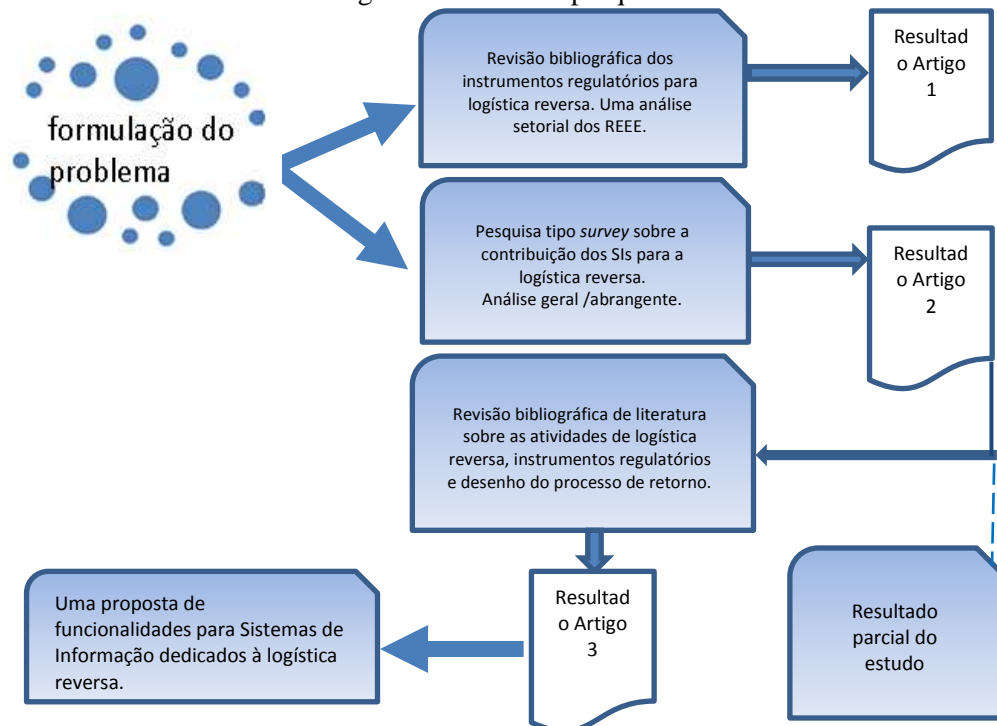 formulação do
problema
Revisão bibliográfica dos
instrumentos regulatórios para
logística reversa. Uma análise
setorial dos REEE.
Resultad
o Artigo
1
Pesquisa tipo survey sobre a
contribuição dos SIs para a
logística reversa.
Análise geral /abrangente.
Resultad
o Artigo
2
Revisão bibliográfica de literatura
sobre as atividades de logística
reversa, instrumentos regulatórios
e desenho do processo de retorno.
Uma proposta de
funcionalidades para Sistemas de
Informação dedicados à logística
reversa.
Resultad
o Artigo
3
Resultado
parcial do
estudo